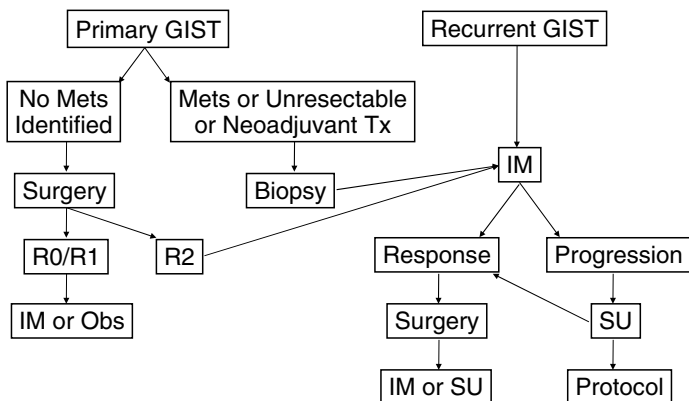 Primary GIST
Recurrent GIST
No Mets
Identified
Mets or Unresectable
or Neoadjuvant Tx
IM
Surgery
Biopsy
R0/R1
R2
Response
Progression
IM or Obs
Surgery
SU
IM or SU
Protocol